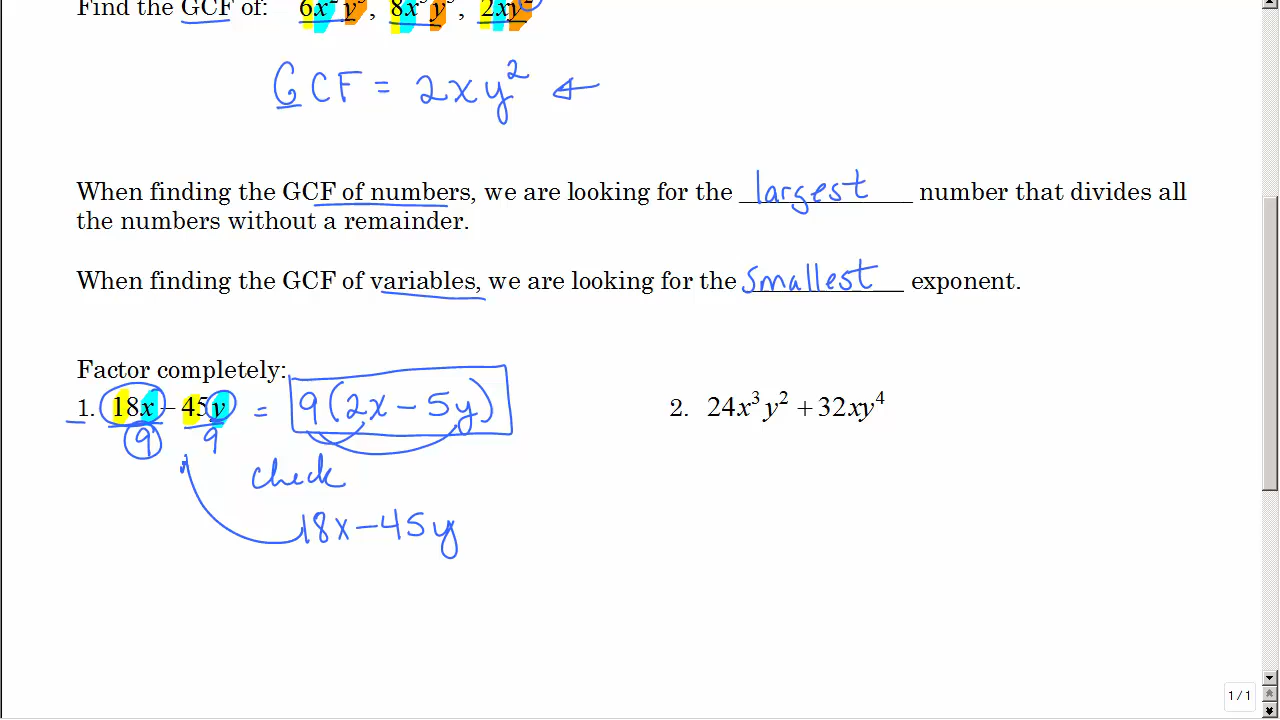 Find the GCF of: 6x²y³, 8x³y³, 2xy²
GCF = 2xy² ←
When finding the GCF of numbers, we are looking for the largest number that divides all
the numbers without a remainder.
When finding the GCF of variables, we are looking for the smallest exponent.
Factor completely:
1. 18x − 45y = 9(2x − 5y)
9 9
check
18x − 45y
2. 24x³y² + 32xy⁴
1/1